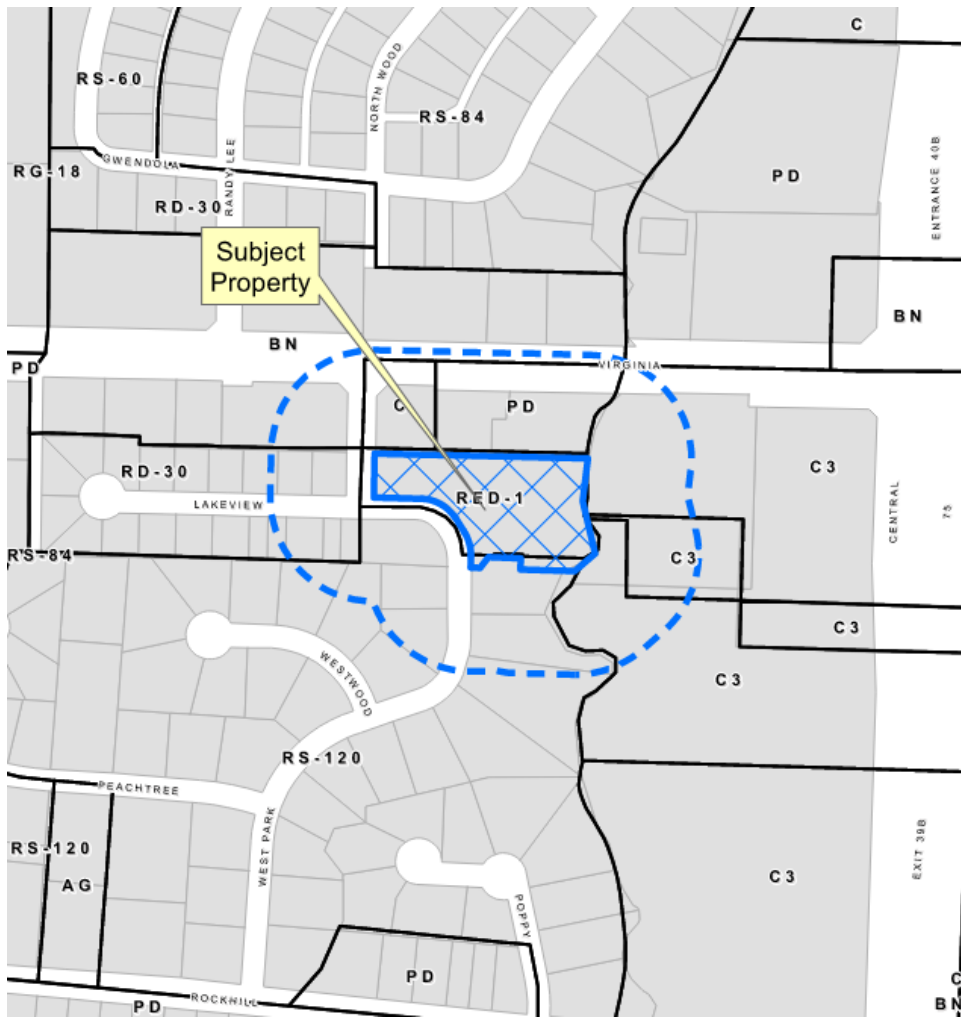 C
RS-60
NORTH WOOD
RS-84
GWENDOLA
RG-18
RANDY LEE
RD-30
PD
ENTRANCE 40B
Subject
Property
BN
BN
PD
VIRGINIA
C
PD
RD-30
C3
RED-1
LAKEVIEW
CENTRAL
75
RS-84
C3
C3
WESTWOOD
C3
RS-120
PEACHTREE
WEST PARK
RS-120
AG
C3
EXIT 39B
POPPY
PD
ROCKHILL
PD
C
BN